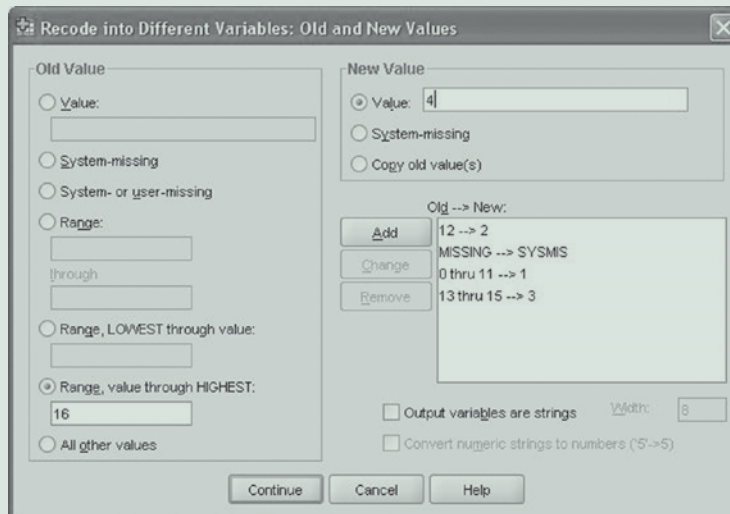 Recode into Different Variables: Old and New Values
Old Value
Value:
System-missing
System- or user-missing
Range:
through
Range, LOWEST through value:
Range, value through HIGHEST:
16
All other values
New Value
Value: 4
System-missing
Copy old value(s)
Old --> New:
Add
Change
Remove
12 --> 2
MISSING --> SYSMIS
0 thru 11 --> 1
13 thru 15 --> 3
Output variables are strings Width: 8
Convert numeric strings to numbers ('5'->5)
Continue Cancel Help